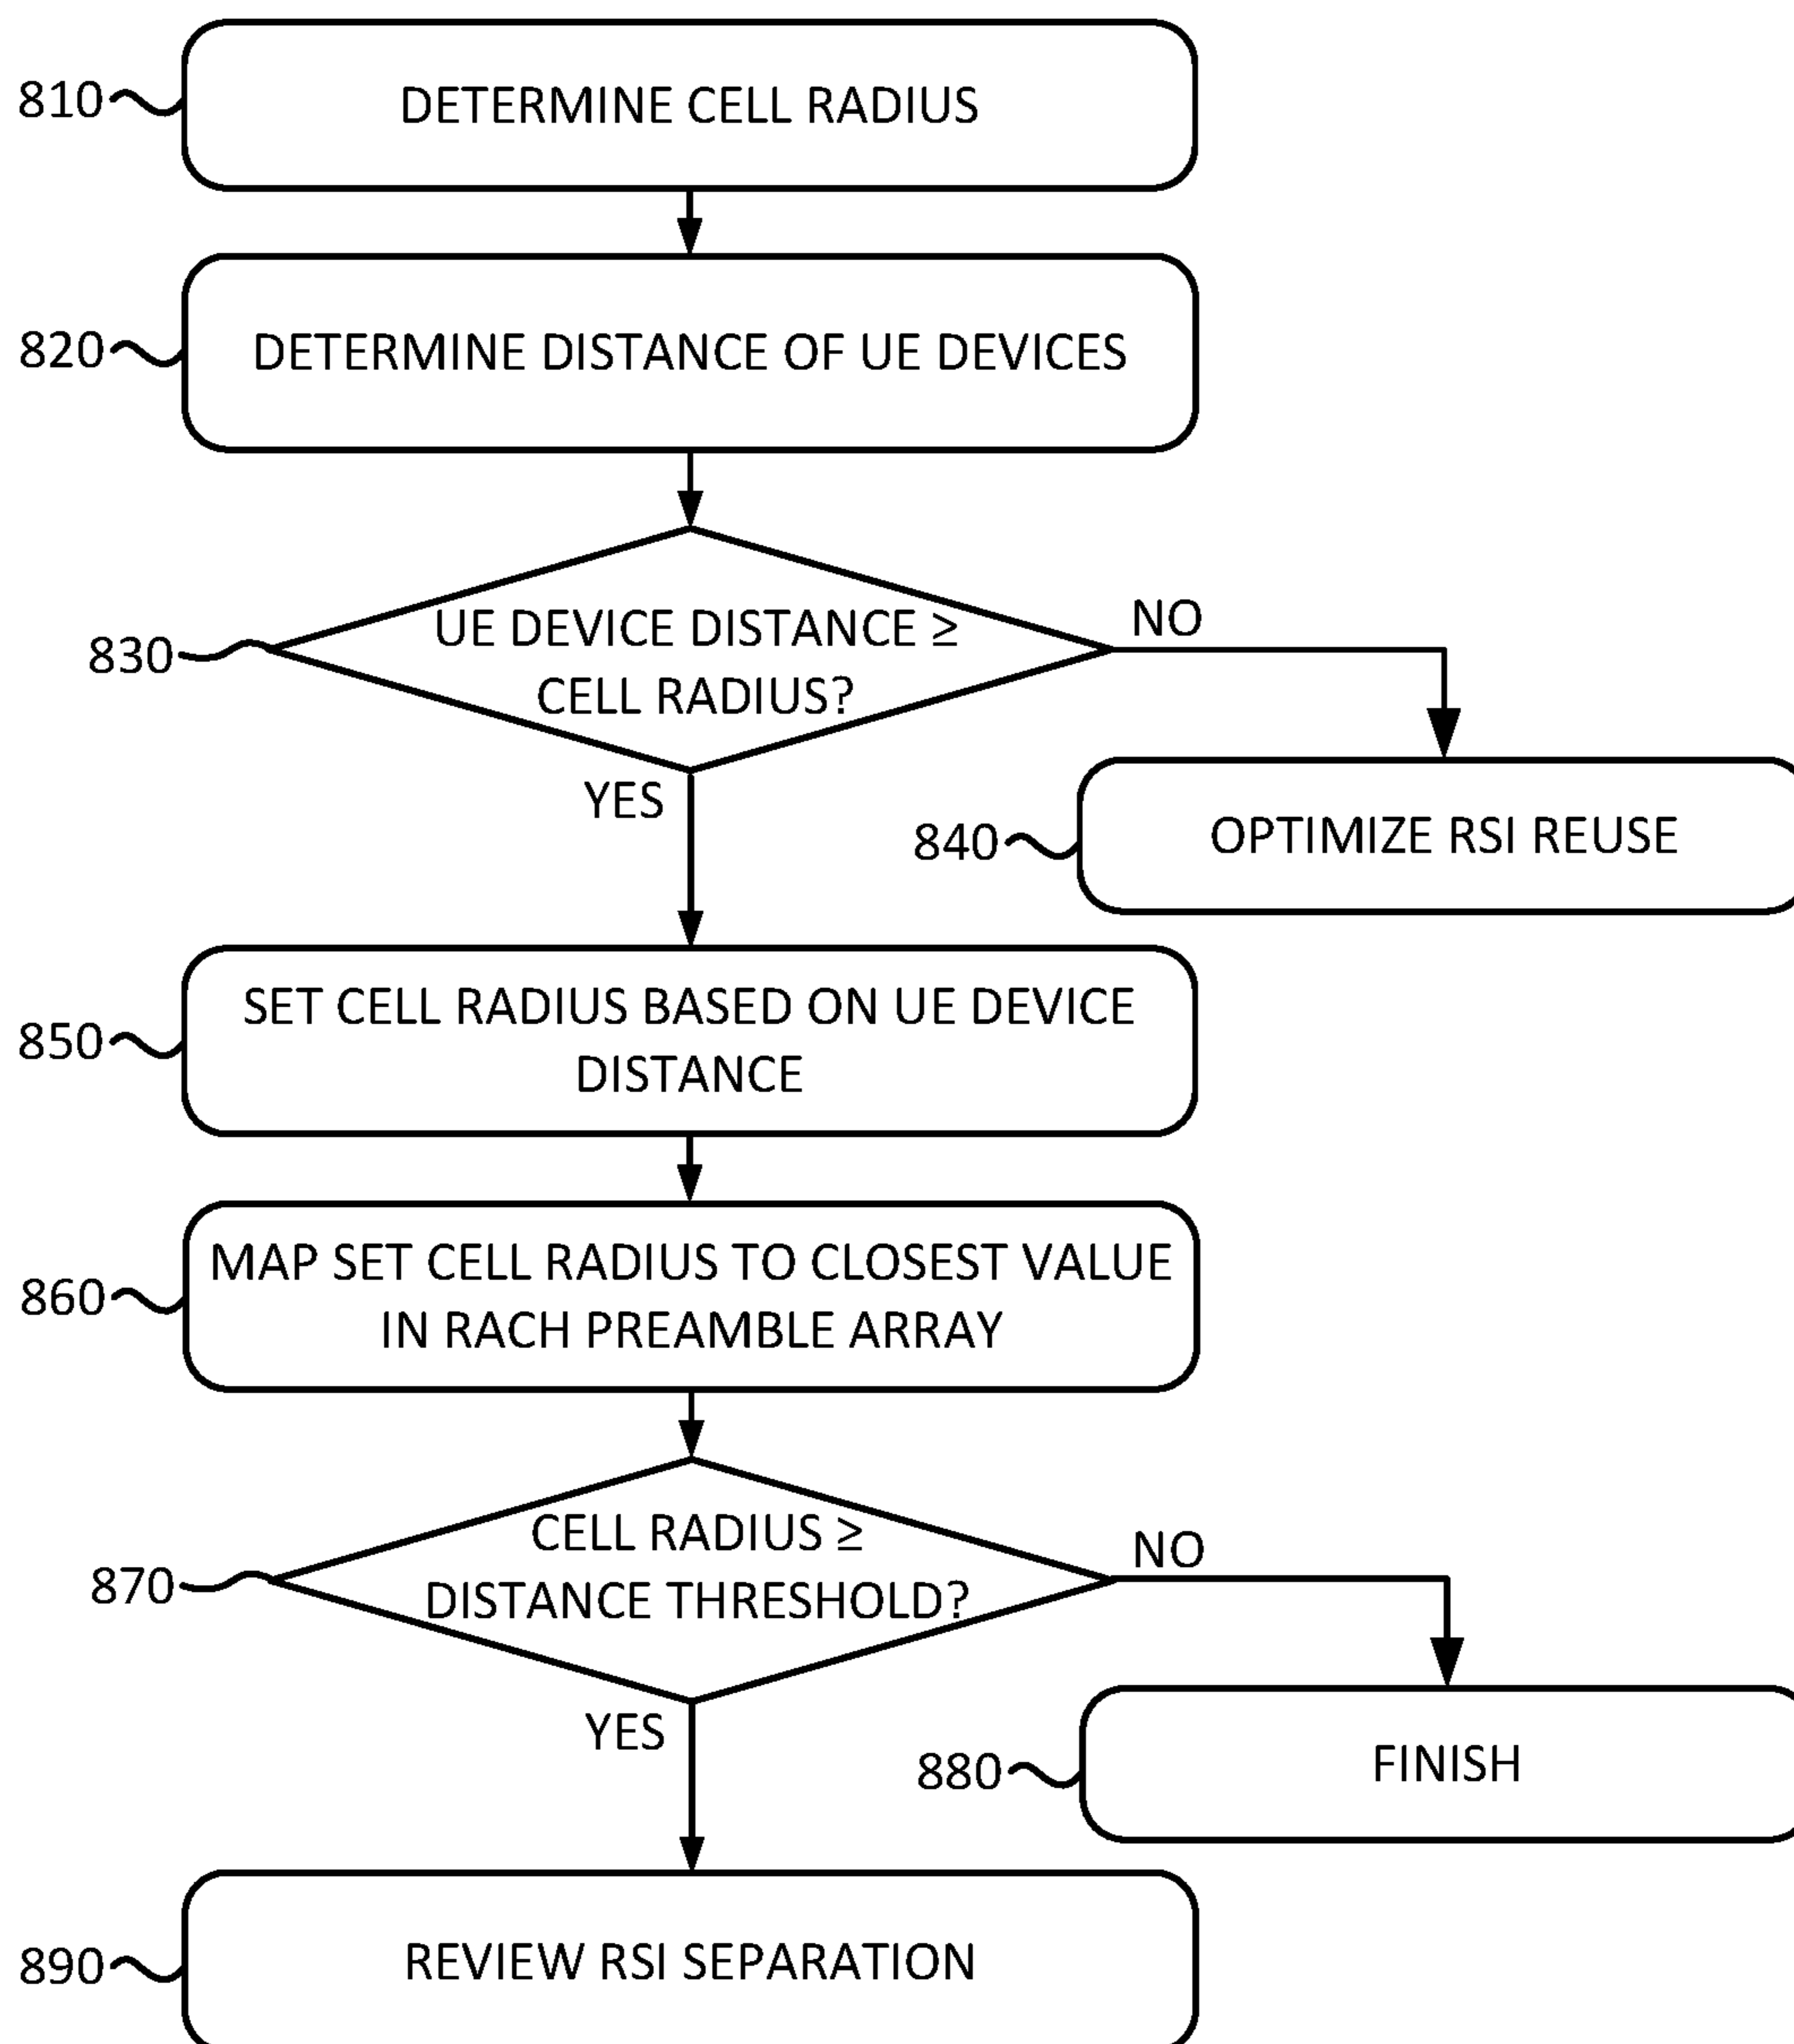 810
DETERMINE CELL RADIUS
820
DETERMINE DISTANCE OF UE DEVICES
830
UE DEVICE DISTANCE ≥
CELL RADIUS?
NO
YES
840
OPTIMIZE RSI REUSE
850
SET CELL RADIUS BASED ON UE DEVICE
DISTANCE
860
MAP SET CELL RADIUS TO CLOSEST VALUE
IN RACH PREAMBLE ARRAY
870
CELL RADIUS ≥
DISTANCE THRESHOLD?
NO
YES
880
FINISH
890
REVIEW RSI SEPARATION